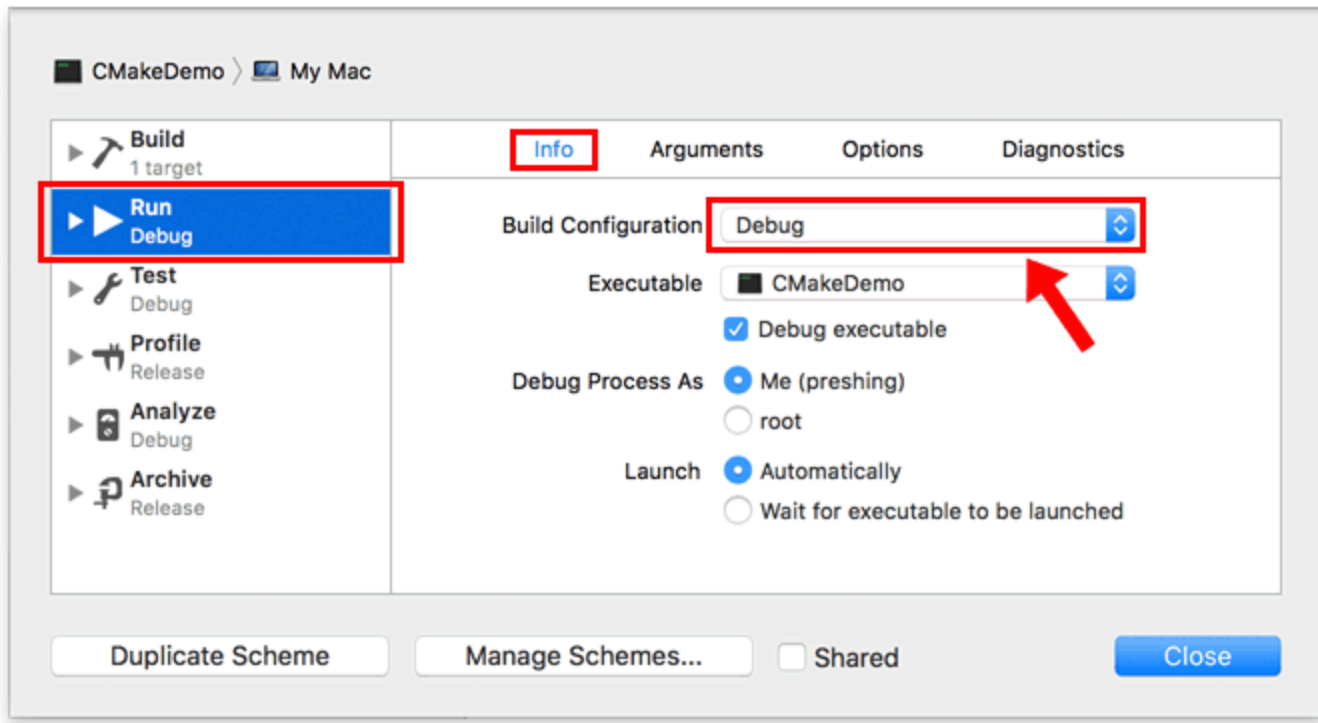 CMakeDemo My Mac
Build
1 target
Run
Debug
Test
Debug
Profile
Release
Analyze
Debug
Archive
Release
Info Arguments Options Diagnostics
Build Configuration Debug
Executable CMakeDemo
Debug executable
Debug Process As Me (preshing)
root
Launch Automatically
Wait for executable to be launched
Duplicate Scheme Manage Schemes... Shared Close